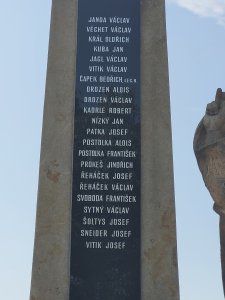 JANDA VÁCLAV
VECHET VÁCLAV
KRÁL OLDŘICH
KUBA JAN
JAGL VÁCLAV
VITIK VÁCLAV
ČAPEK BEDŘICH,
DROZEN ALOIS
DROZEN VÁCLAV
KADRLE ROBERT
NÍZKÝ JAN
PATKA JOSEF
POSTOLKA ALOIS
POSTOLKA FRANTIŠEK
PROKEŠ JINDŘICH
ŘEHÁČEK JOSEF
ŘEHÁČEK VÁCLAV
SVOBODA FRANTIŠEK
SYTNÝ VÁCLAV
ŠOLTYS JOSEF
SNEIDER JOSEF
VITIK JOSEF